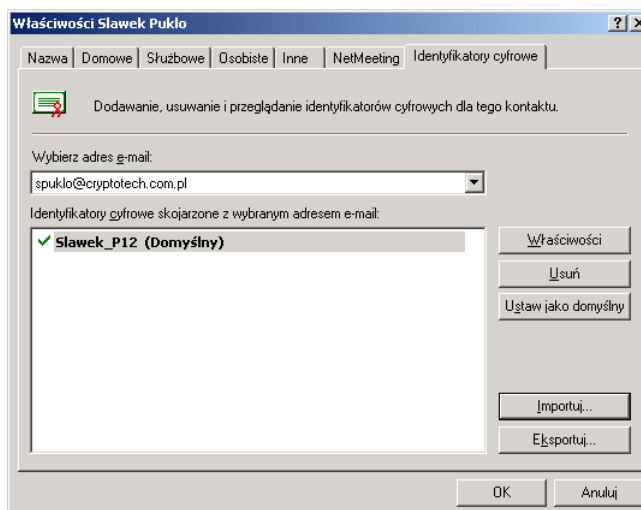 Właściwości Slawek Puklo
Nazwa Domowe Służbowe Osobiste Inne NetMeeting Identyfikatory cyfrowe
Dodawanie, usuwanie i przeglądanie identyfikatorów cyfrowych dla tego kontaktu.
Wybierz adres e-mail:
spuklo@cryptotech.com.pl
Identyfikatory cyfrowe skojarzone z wybranym adresem e-mail:
Slawek_P12 (Domyślny)
Właściwości
Usuń
Ustaw jako domyślny
Importuj...
Eksportuj...
OK Anuluj